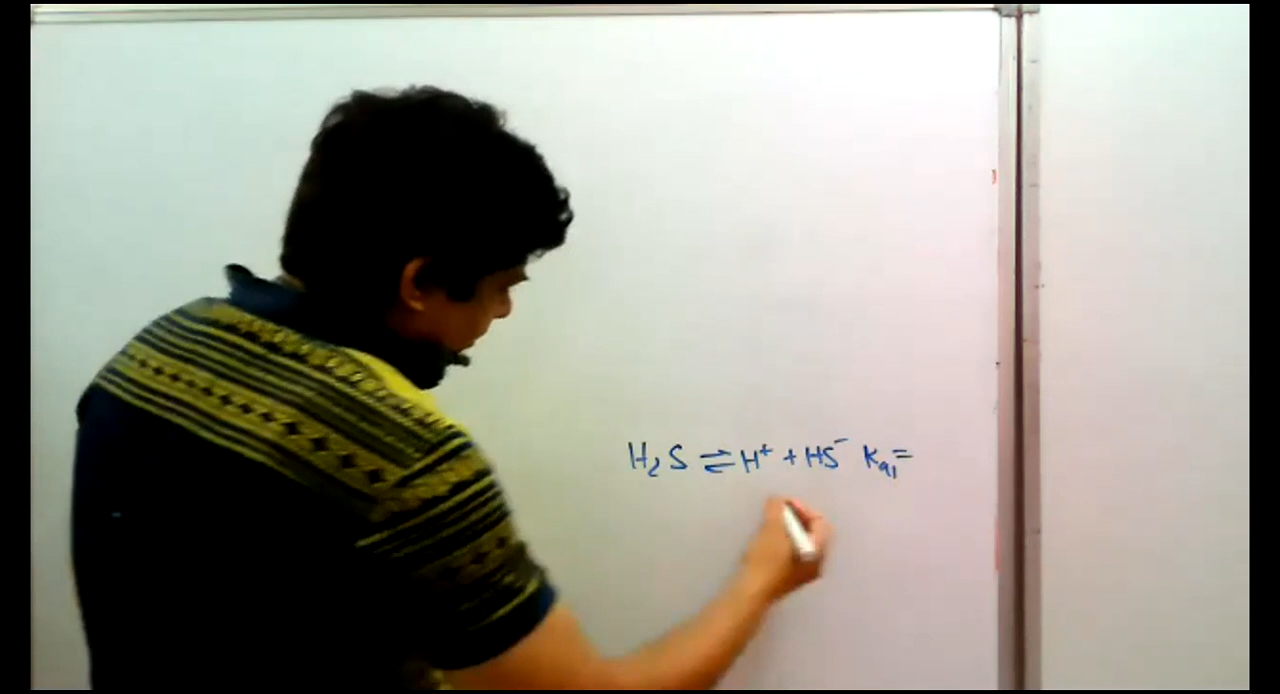 H₂S ⇌ H⁺ + HS⁻ Ka₁ =